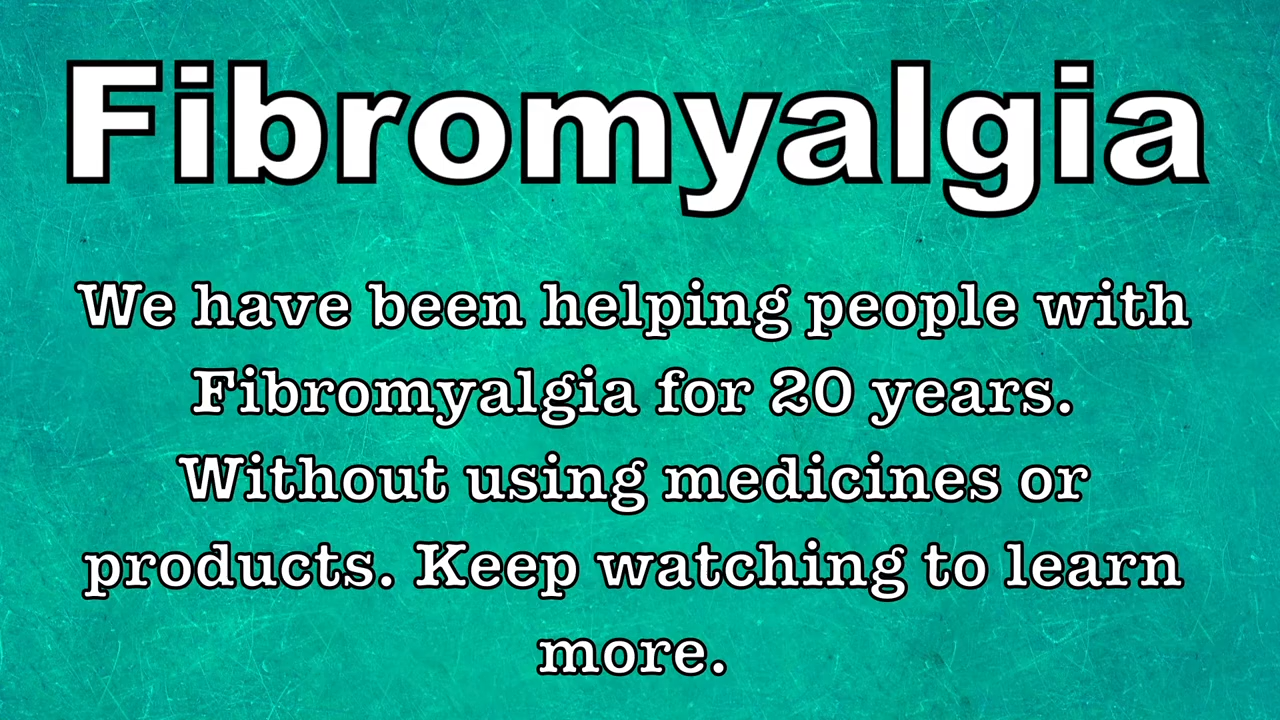 Fibromyalgia
We have been helping people with
Fibromyalgia for 20 years.
Without using medicines or
products. Keep watching to learn
more.